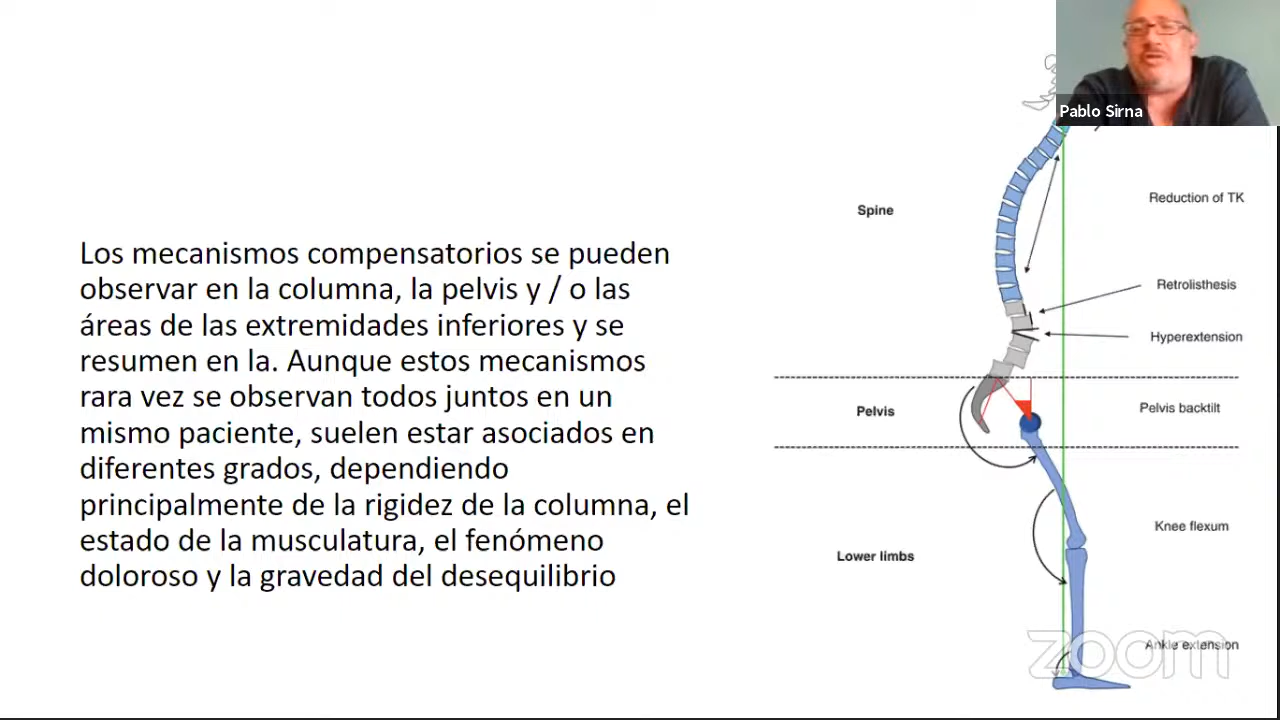 Los mecanismos compensatorios se pueden
observar en la columna, la pelvis y / o las
áreas de las extremidades inferiores y se
resumen en la. Aunque estos mecanismos
rara vez se observan todos juntos en un
mismo paciente, suelen estar asociados en
diferentes grados, dependiendo
principalmente de la rigidez de la columna, el
estado de la musculatura, el fenómeno
doloroso y la gravedad del desequilibrio
Pablo Sirna
Spine
Reduction of TK
Retrolisthesis
Hyperextension
Pelvis
Pelvis backtilt
Lower limbs
Knee flexum
Ankle extension
zoom